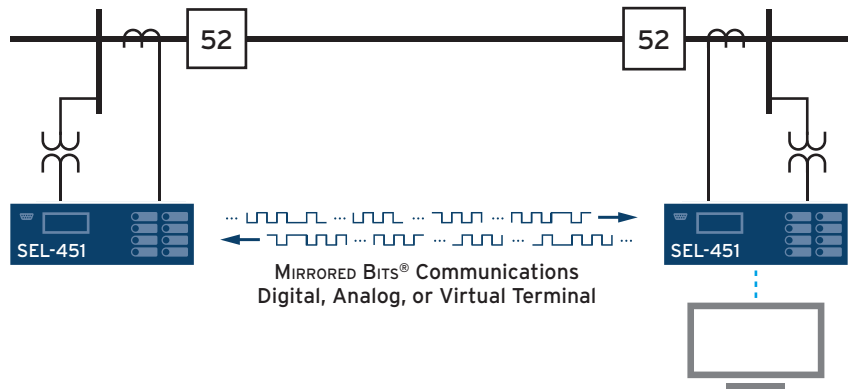 52
52
SEL-451
SEL-451
MIRRORED BITS® Communications
Digital, Analog, or Virtual Terminal